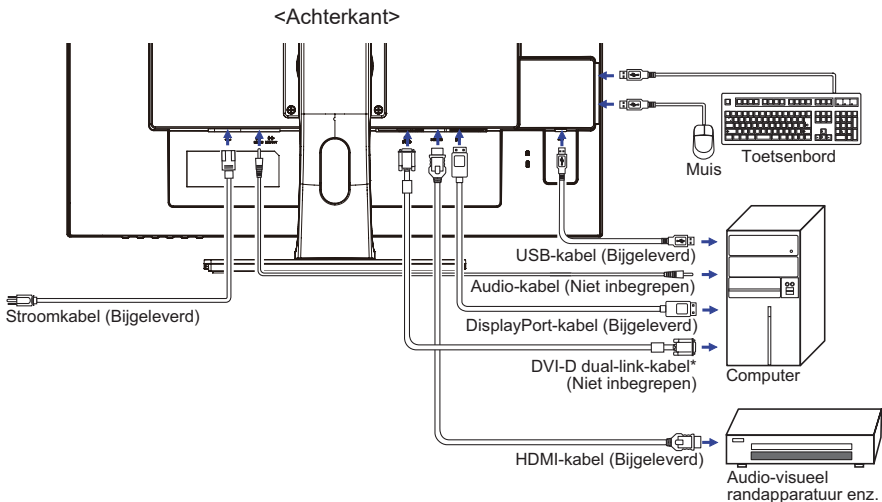 <Achterkant>
Toetsenbord
Muis
USB-kabel (Bijgeleverd)
Audio-kabel (Niet inbegrepen)
Stroomkabel (Bijgeleverd)
DisplayPort-kabel (Bijgeleverd)
DVI-D dual-link-kabel*
(Niet inbegrepen)
Computer
HDMI-kabel (Bijgeleverd)
Audio-visueel
randapparatuur enz.